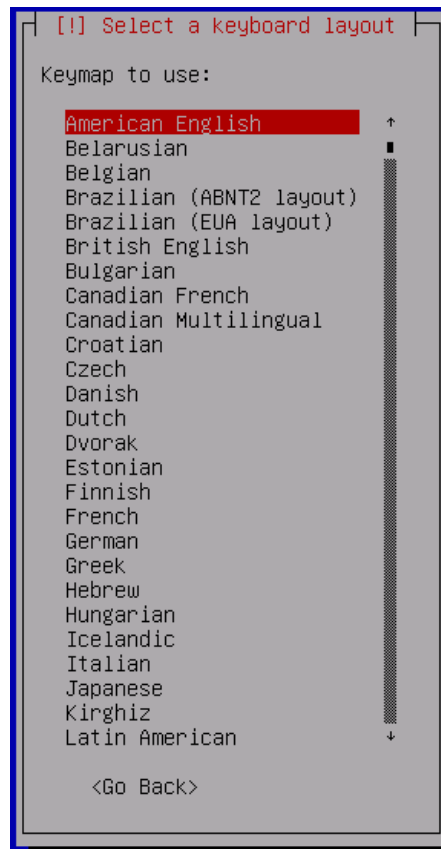 [!] Select a keyboard layout
Keymap to use:
American English
Belarusian
Belgian
Brazilian (ABNT2 layout)
Brazilian (EUA layout)
British English
Bulgarian
Canadian French
Canadian Multilingual
Croatian
Czech
Danish
Dutch
Dvorak
Estonian
Finnish
French
German
Greek
Hebrew
Hungarian
Icelandic
Italian
Japanese
Kirghiz
Latin American
<Go Back>